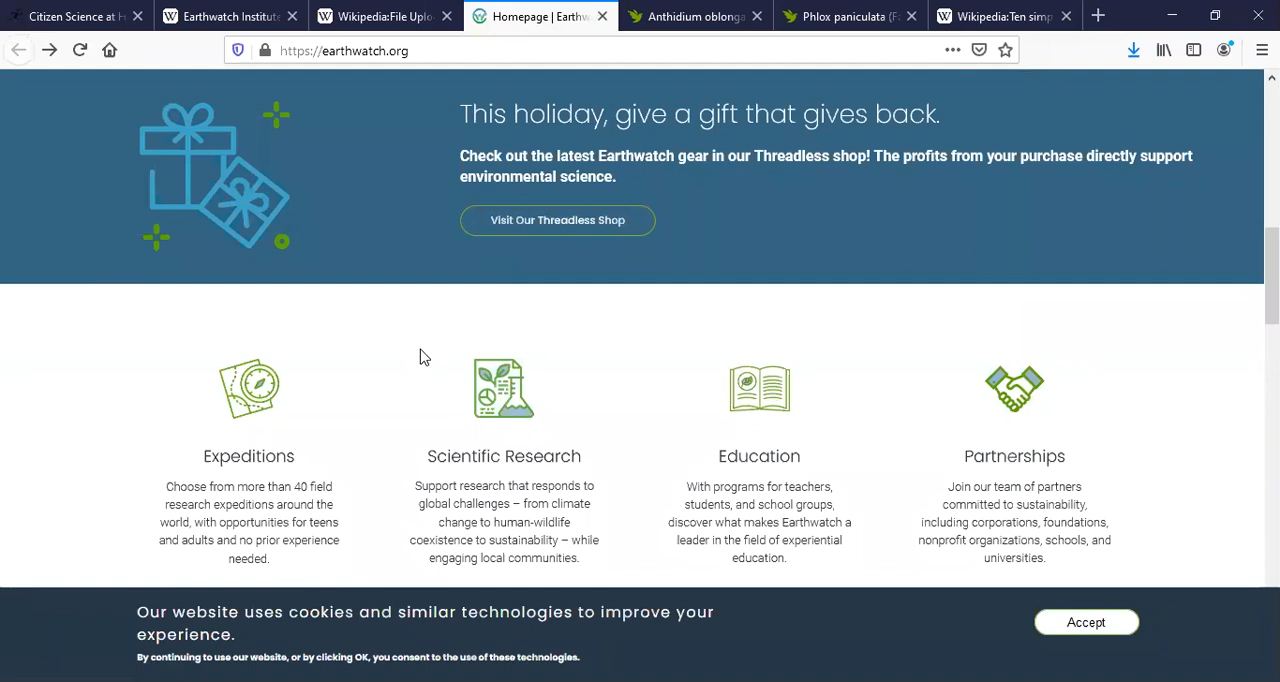 Citizen Science at H
Earthwatch Institute
Wikipedia:File Uplo
Homepage | Earthw
Anthidium oblonga
Phlox paniculata (F
Wikipedia:Ten simp
https://earthwatch.org
This holiday, give a gift that gives back.
Check out the latest Earthwatch gear in our Threadless shop! The profits from your purchase directly support
environmental science.
Visit Our Threadless Shop
Expeditions
Choose from more than 40 field
research expeditions around the
world, with opportunities for teens
and adults and no prior experience
needed.
Scientific Research
Support research that responds to
global challenges – from climate
change to human-wildlife
coexistence to sustainability – while
engaging local communities.
Education
With programs for teachers,
students, and school groups,
discover what makes Earthwatch a
leader in the field of experiential
education.
Partnerships
Join our team of partners
committed to sustainability,
including corporations, foundations,
nonprofit organizations, schools, and
universities.
Our website uses cookies and similar technologies to improve your
experience.
By continuing to use our website, or by clicking OK, you consent to the use of these technologies.
Accept